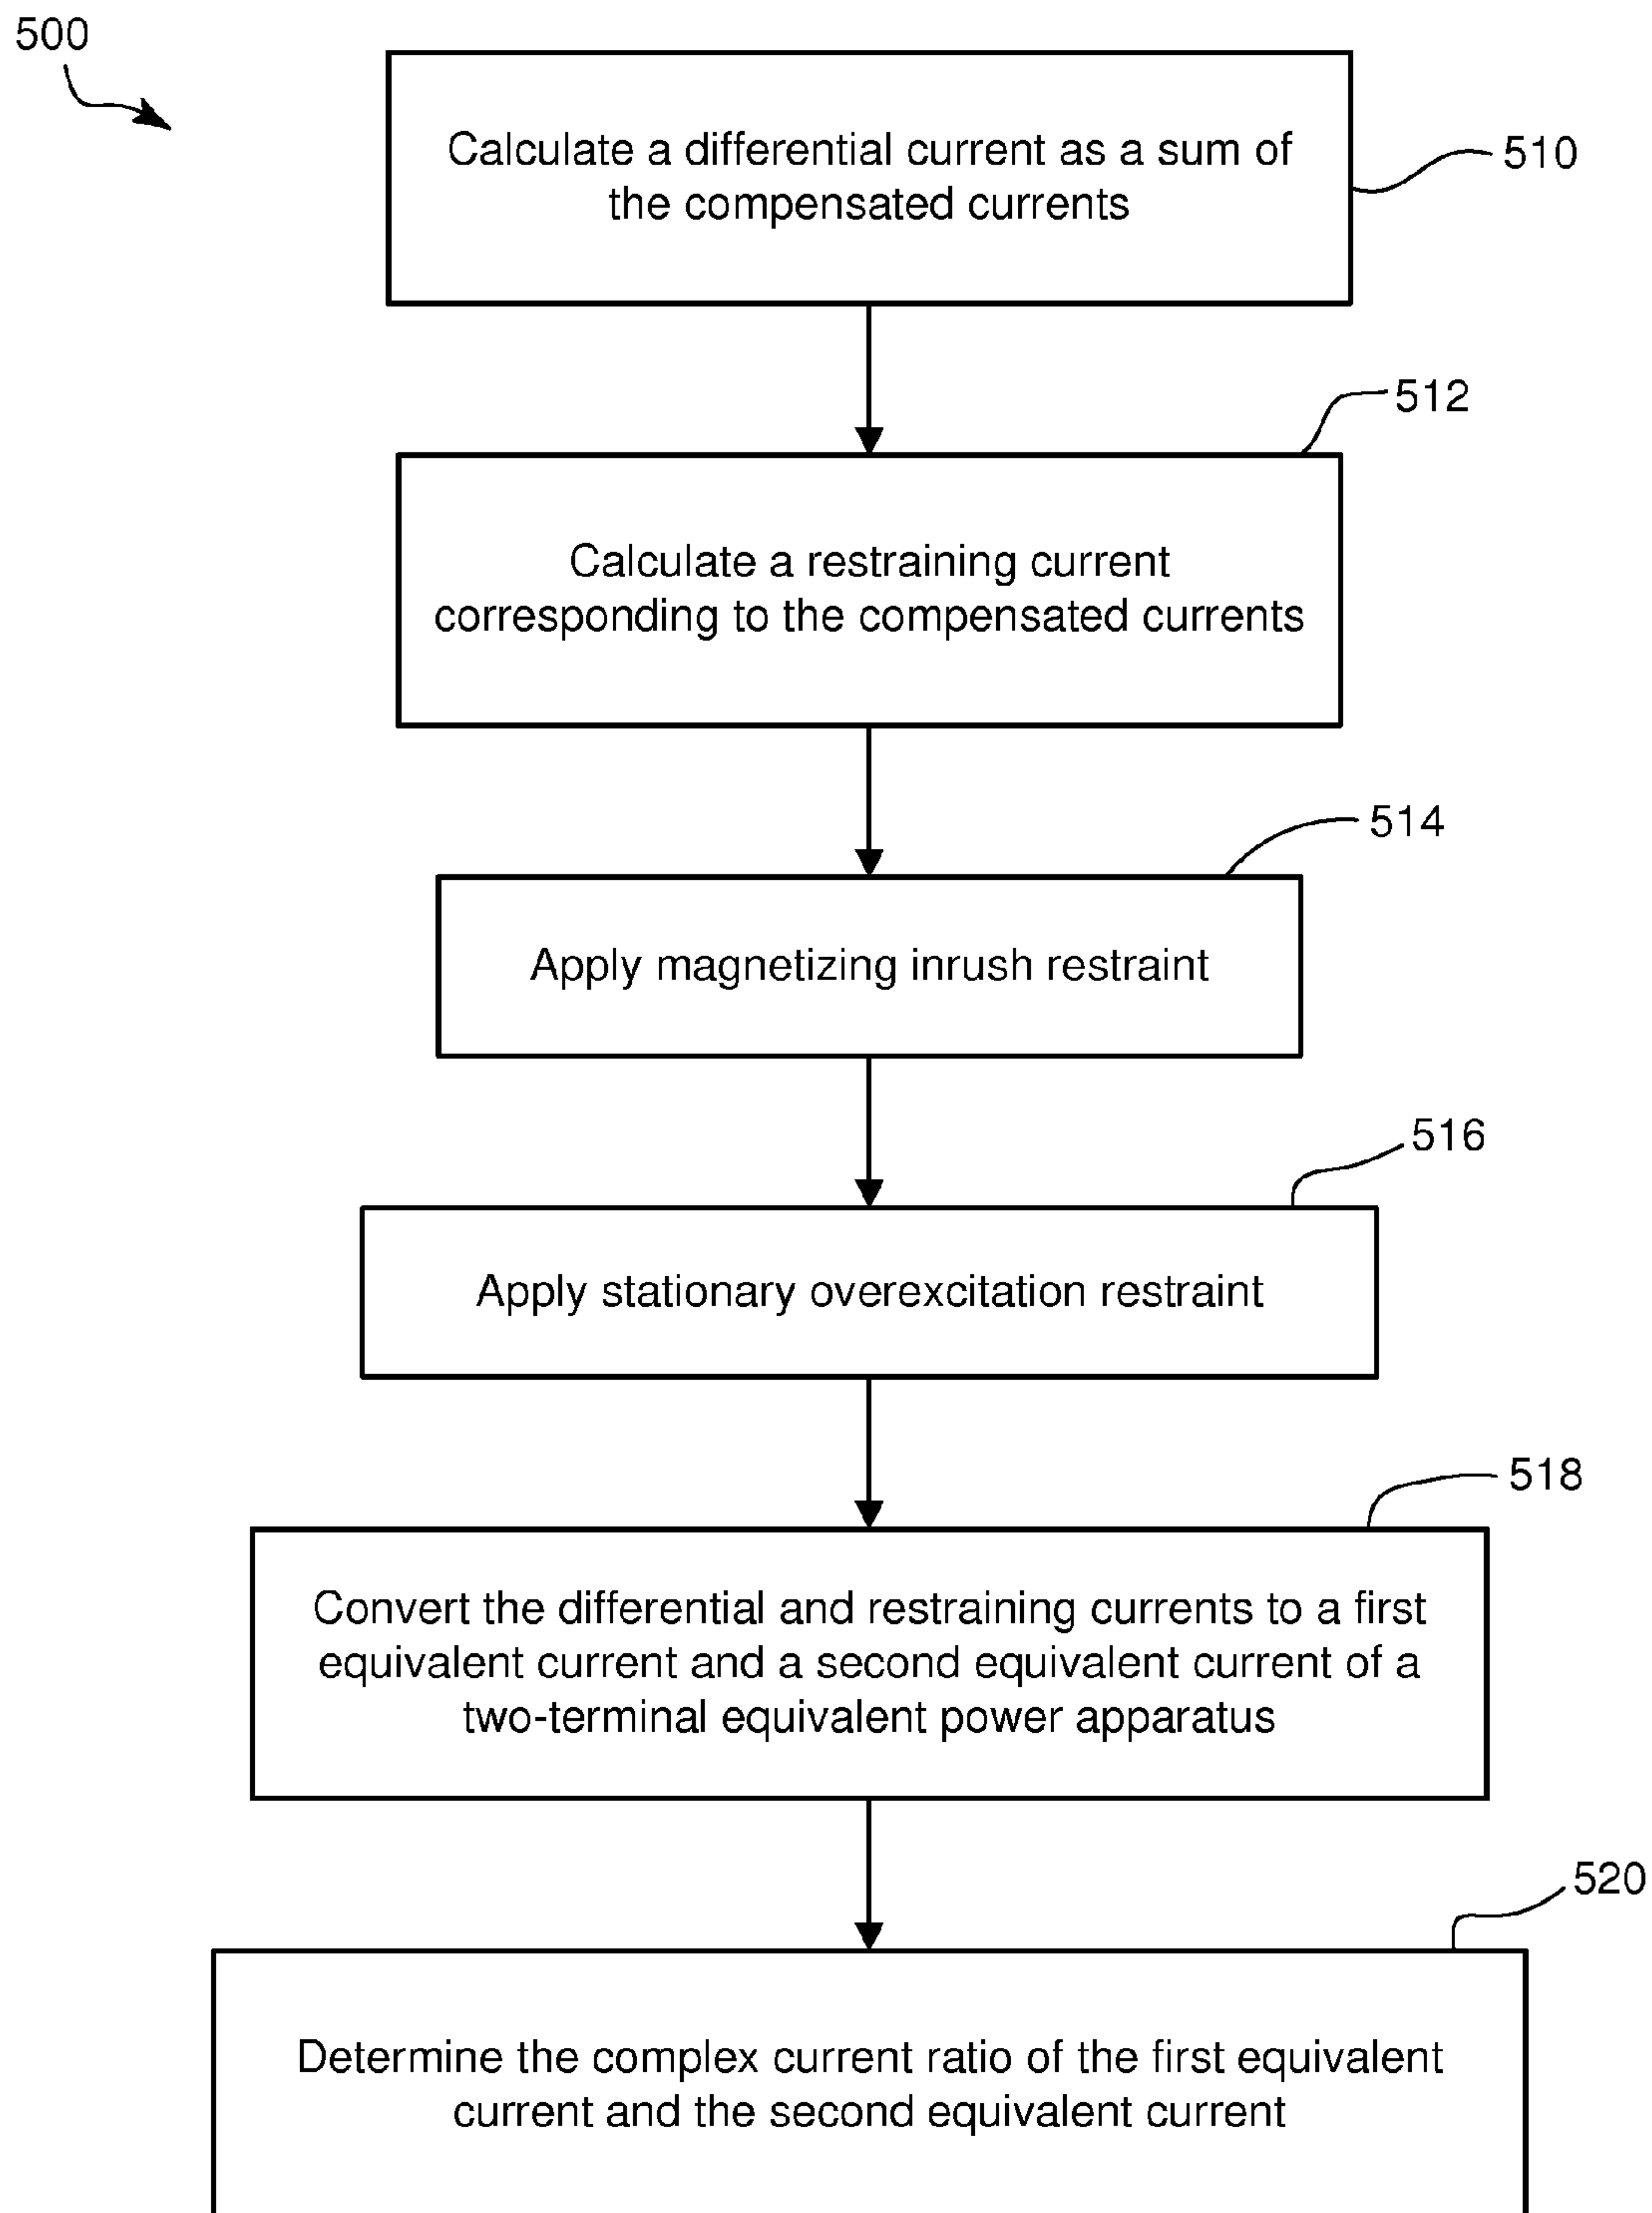 500
Calculate a differential current as a sum of
the compensated currents
510
512
Calculate a restraining current
corresponding to the compensated currents
514
Apply magnetizing inrush restraint
516
Apply stationary overexcitation restraint
518
Convert the differential and restraining currents to a first
equivalent current and a second equivalent current of a
two-terminal equivalent power apparatus
520
Determine the complex current ratio of the first equivalent
current and the second equivalent current